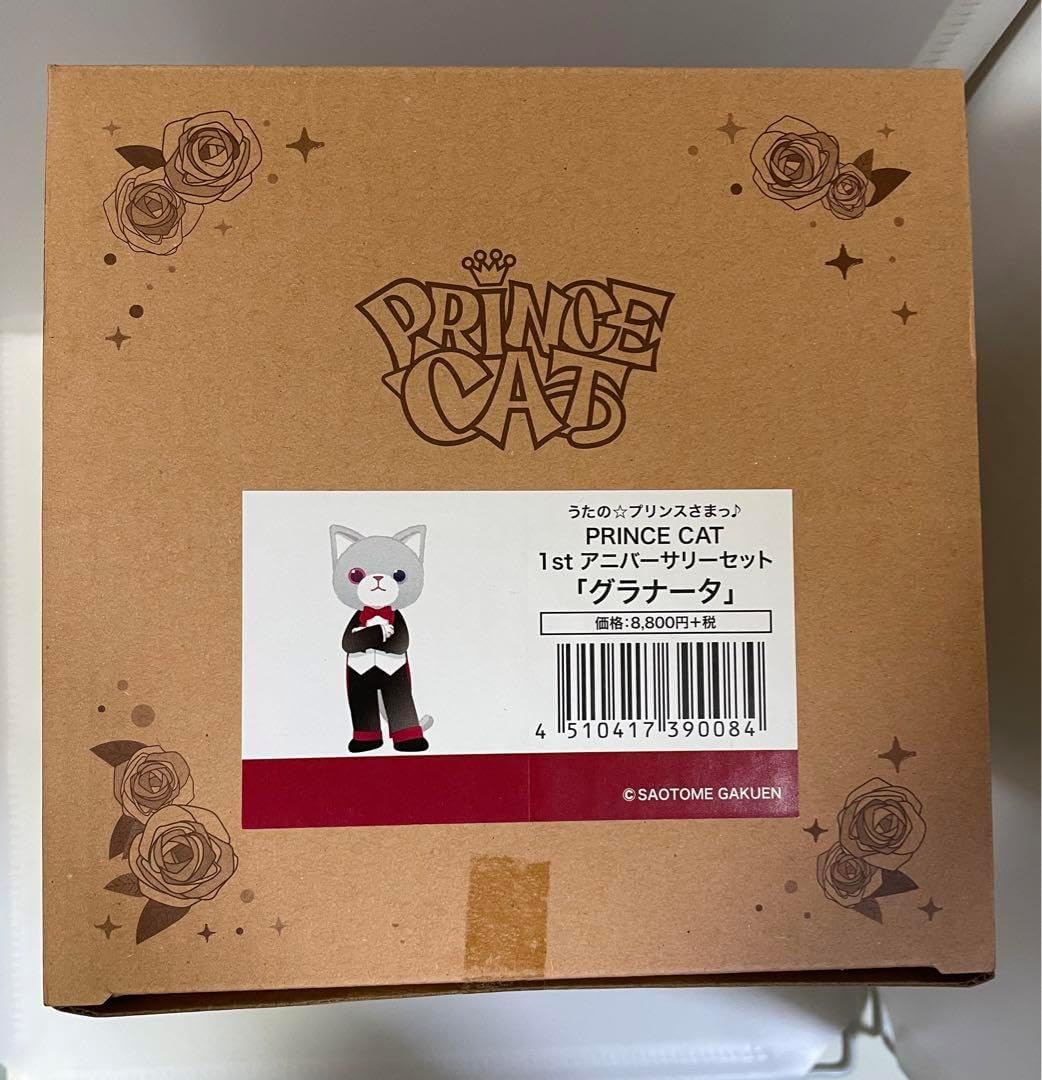 PRINCE
CAT
うたの☆プリンスさまっ♪
PRINCE CAT
1st アニバーサリーセット
「グラナータ」
価格:8,800円+税
4 510417 390084
©SAOTOME GAKUEN